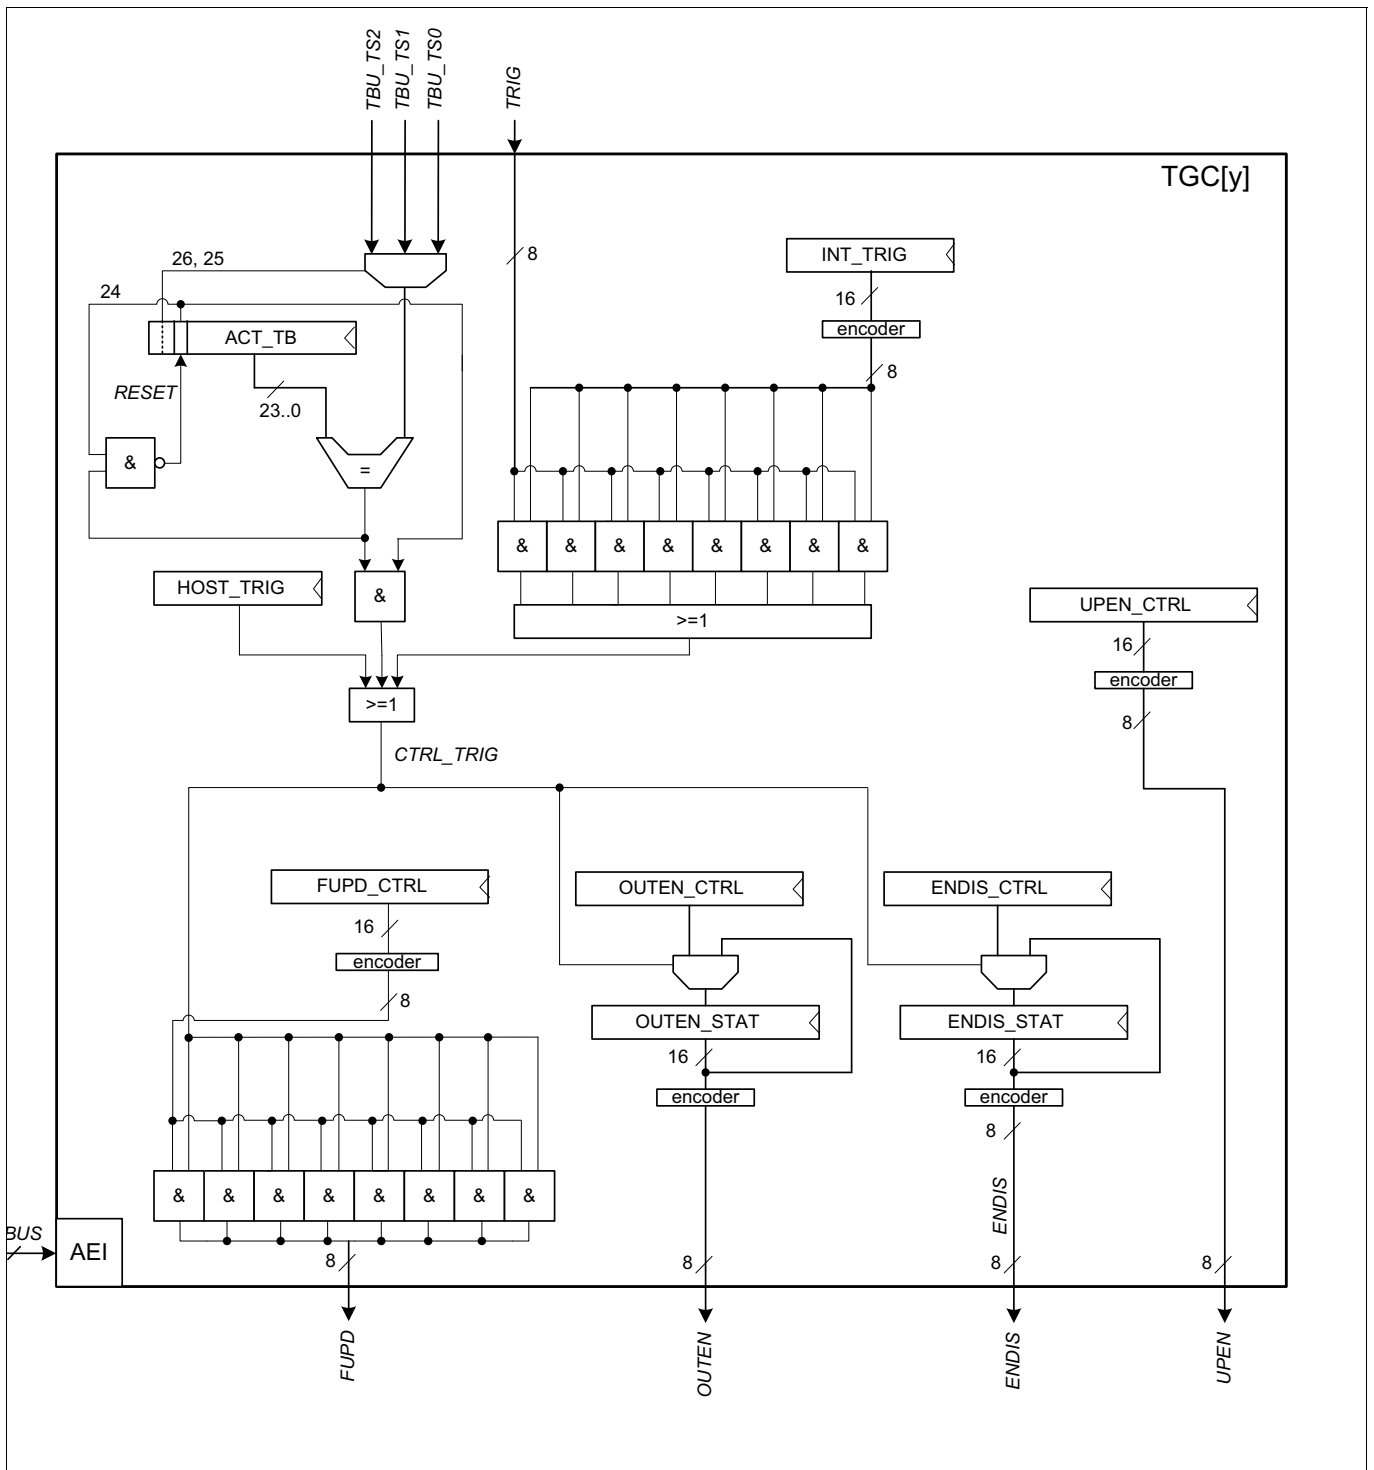 TBU_TS2
TBU_TS1
TBU_TS0
TRIG
TGC[y]
26, 25
8
INT_TRIG
24
16
ACT_TB
encoder
RESET
23..0
8
&
=
& & & & & & & &
HOST_TRIG
&
>=1
UPEN_CTRL
16
encoder
>=1
8
CTRL_TRIG
FUPD_CTRL
OUTEN_CTRL
ENDIS_CTRL
16
encoder
8
OUTEN_STAT
ENDIS_STAT
16
16
encoder
encoder
8
& & & & & & & &
ENDIS
BUS
AEI
8
8
8
8
FUPD
OUTEN
ENDIS
UPEN